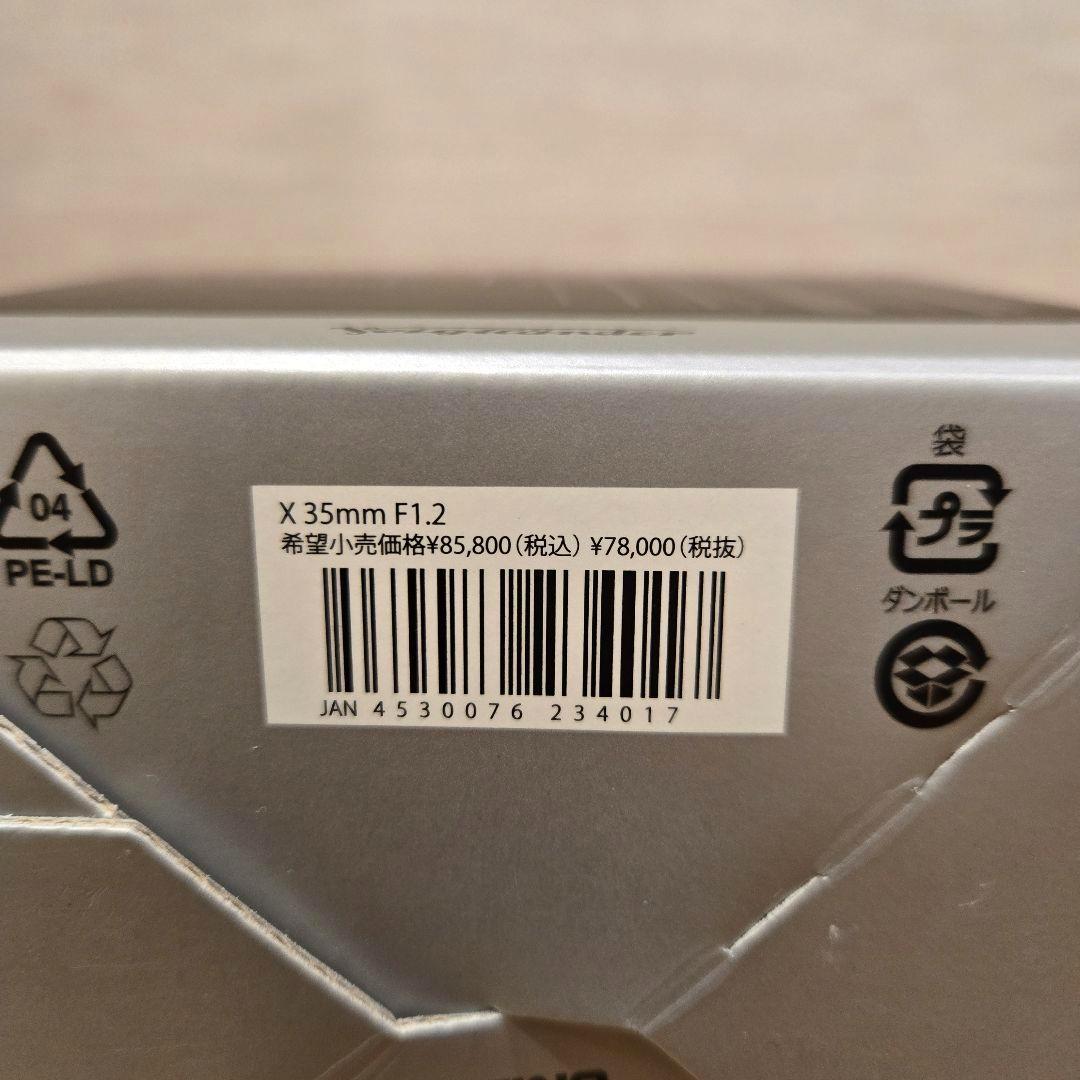 Voigtländer
04
PE-LD
袋
プラ
ダンボール
X 35mm F1.2
希望小売価格¥85,800(税込) ¥78,000(税抜)
JAN 4530076 234017